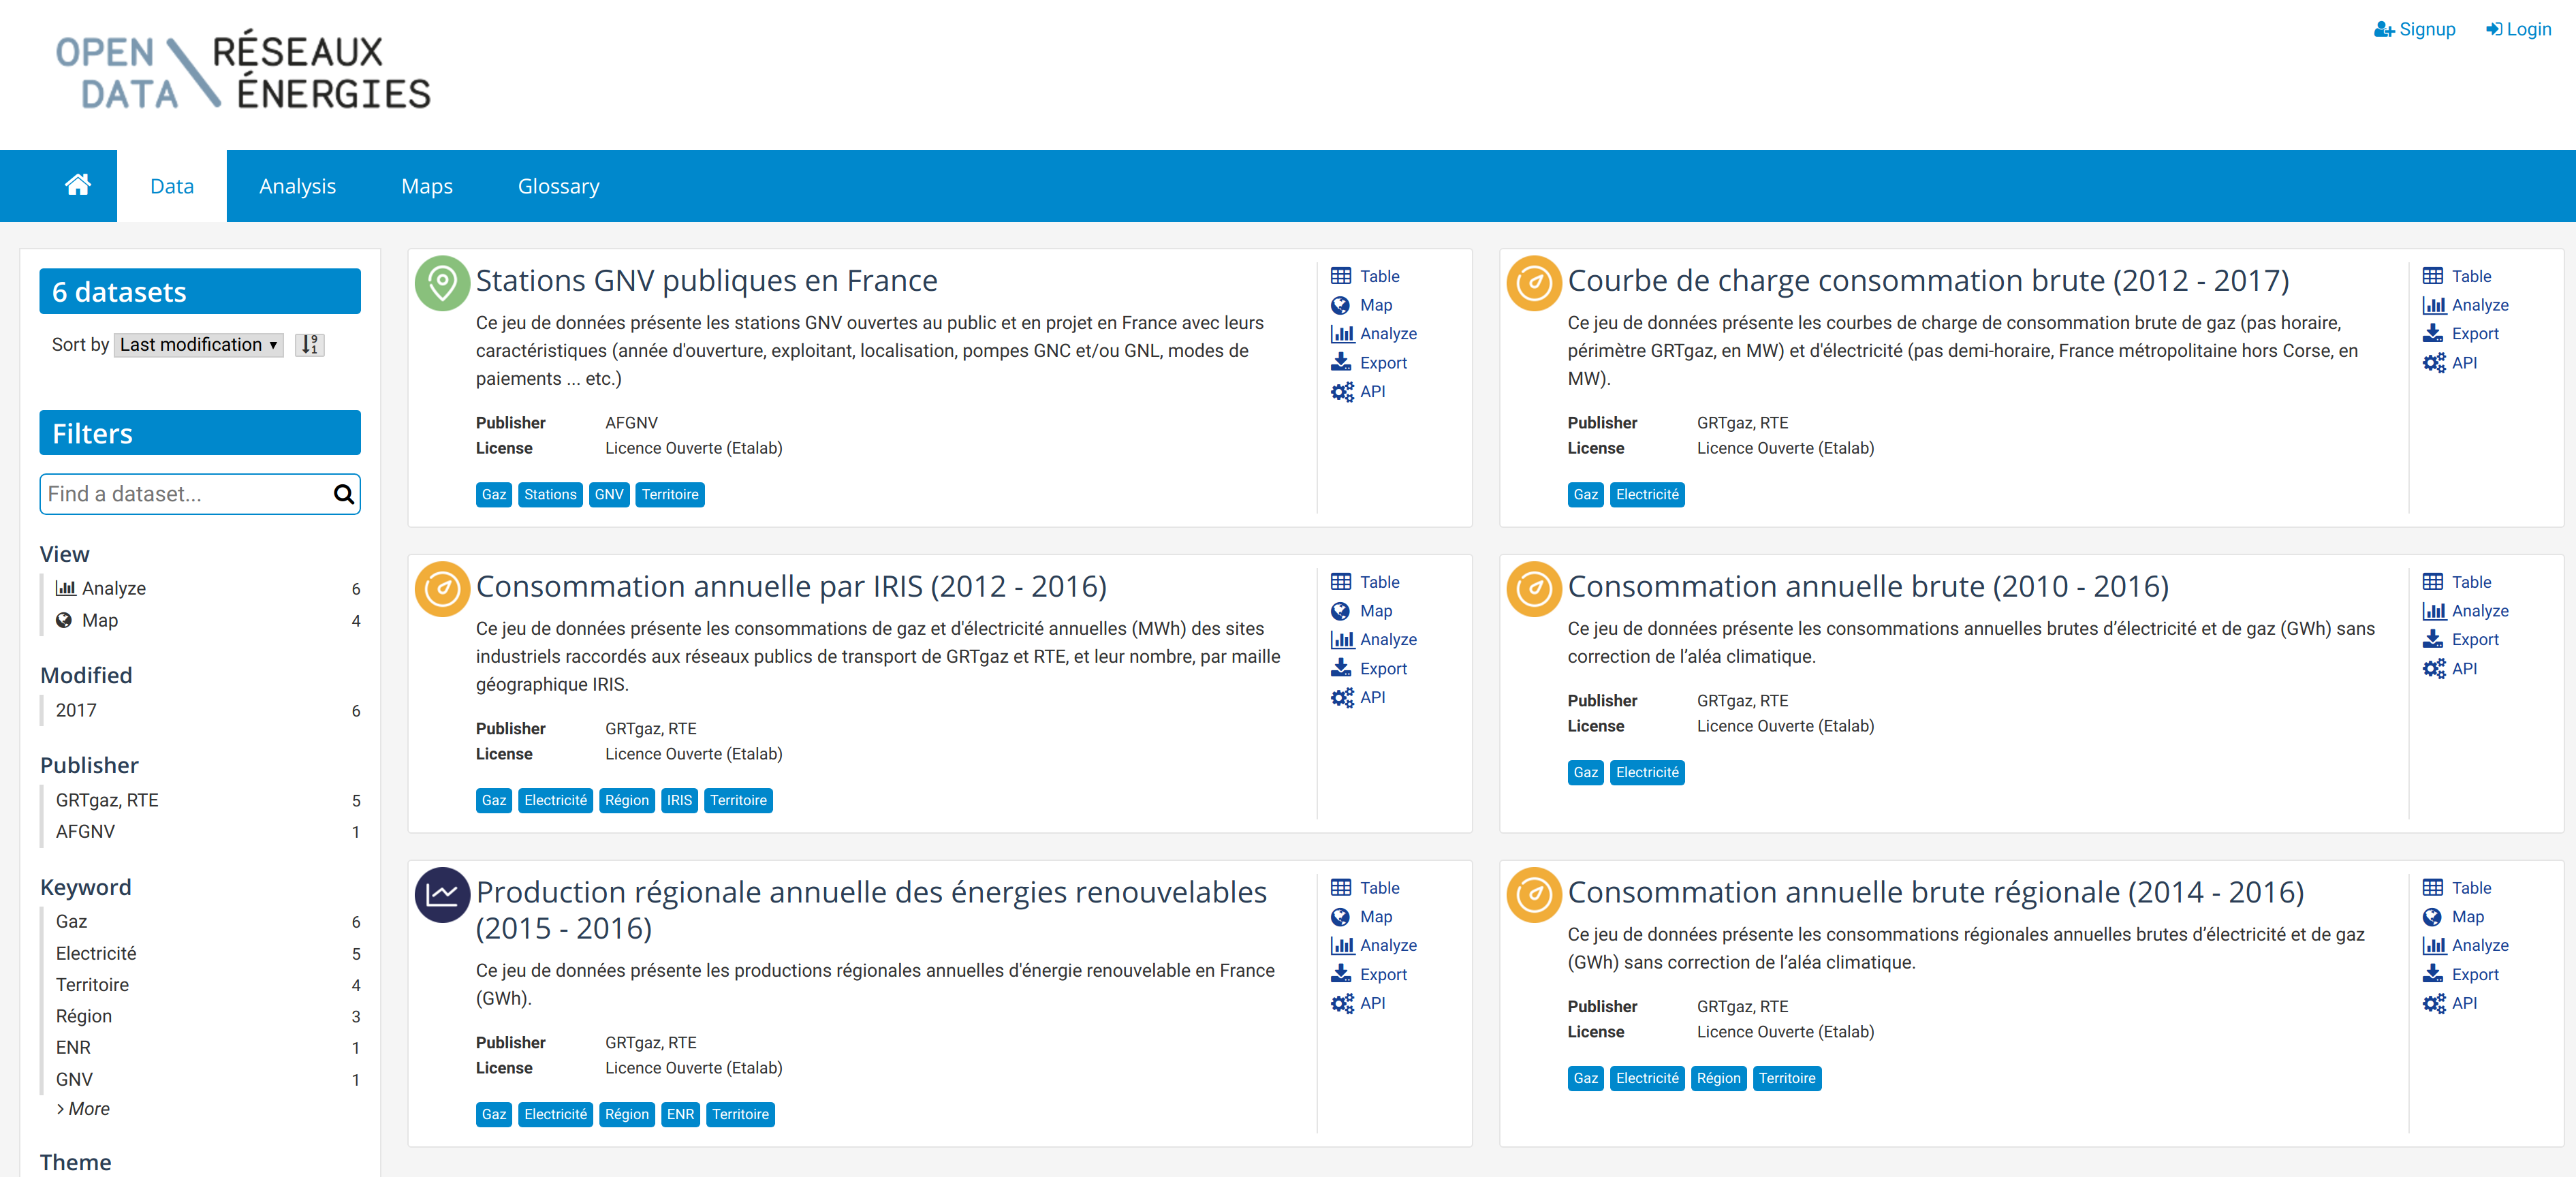 OPEN RÉSEAUX
DATA ÉNERGIES
Signup Login
Data Analysis Maps Glossary
6 datasets
Sort by Last modification
Filters
Find a dataset...
View
Analyze 6
Map 4
Modified
2017 6
Publisher
GRTgaz, RTE 5
AFGNV 1
Keyword
Gaz 6
Electricité 5
Territoire 4
Région 3
ENR 1
GNV 1
> More
Theme
Stations GNV publiques en France
Ce jeu de données présente les stations GNV ouvertes au public et en projet en France avec leurs
caractéristiques (année d'ouverture, exploitant, localisation, pompes GNC et/ou GNL, modes de
paiements ... etc.)
Publisher AFGNV
License Licence Ouverte (Etalab)
Gaz Stations GNV Territoire
Table
Map
Analyze
Export
API
Courbe de charge consommation brute (2012 - 2017)
Ce jeu de données présente les courbes de charge de consommation brute de gaz (pas horaire,
périmètre GRTgaz, en MW) et d'électricité (pas demi-horaire, France métropolitaine hors Corse, en
MW).
Publisher GRTgaz, RTE
License Licence Ouverte (Etalab)
Gaz Electricité
Table
Analyze
Export
API
Consommation annuelle par IRIS (2012 - 2016)
Ce jeu de données présente les consommations de gaz et d'électricité annuelles (MWh) des sites
industriels raccordés aux réseaux publics de transport de GRTgaz et RTE, et leur nombre, par maille
géographique IRIS.
Publisher GRTgaz, RTE
License Licence Ouverte (Etalab)
Gaz Electricité Région IRIS Territoire
Table
Map
Analyze
Export
API
Consommation annuelle brute (2010 - 2016)
Ce jeu de données présente les consommations annuelles brutes d’électricité et de gaz (GWh) sans
correction de l’aléa climatique.
Publisher GRTgaz, RTE
License Licence Ouverte (Etalab)
Gaz Electricité
Table
Analyze
Export
API
Production régionale annuelle des énergies renouvelables
(2015 - 2016)
Ce jeu de données présente les productions régionales annuelles d'énergie renouvelable en France
(GWh).
Publisher GRTgaz, RTE
License Licence Ouverte (Etalab)
Gaz Electricité Région ENR Territoire
Table
Map
Analyze
Export
API
Consommation annuelle brute régionale (2014 - 2016)
Ce jeu de données présente les consommations régionales annuelles brutes d’électricité et de gaz
(GWh) sans correction de l’aléa climatique.
Publisher GRTgaz, RTE
License Licence Ouverte (Etalab)
Gaz Electricité Région Territoire
Table
Map
Analyze
Export
API